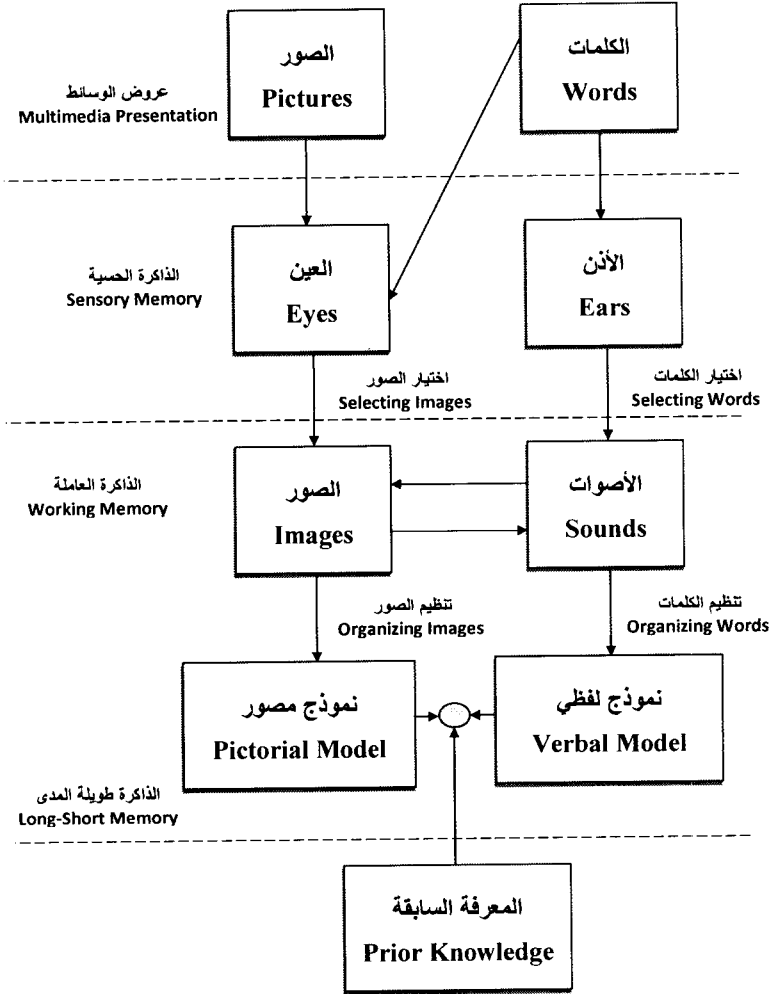 الصور
Pictures
الكلمات
Words
عروض الوسائط
Multimedia Presentation
العين
Eyes
الأذن
Ears
الذاكرة الحسية
Sensory Memory
اختيار الصور
Selecting Images
اختيار الكلمات
Selecting Words
الصور
Images
الأصوات
Sounds
الذاكرة العاملة
Working Memory
تنظيم الصور
Organizing Images
تنظيم الكلمات
Organizing Words
نموذج مصور
Pictorial Model
نموذج لفظي
Verbal Model
الذاكرة طويلة المدى
Long-Short Memory
المعرفة السابقة
Prior Knowledge